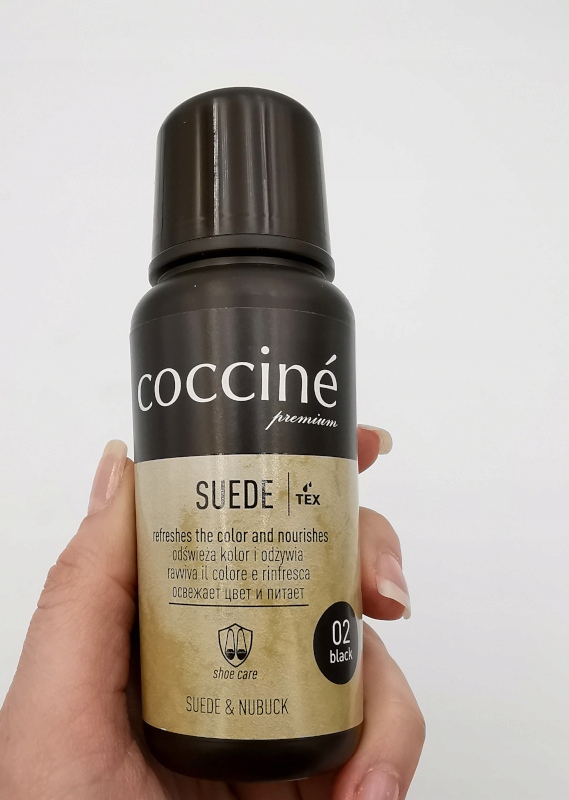 cocciné
premium
SUEDE | TEX
refreshes the color and nourishes
odświeża kolor i odżywia
ravviva il colore e rinfresca
освежает цвет и питает
02
black
shoe care
SUEDE & NUBUCK